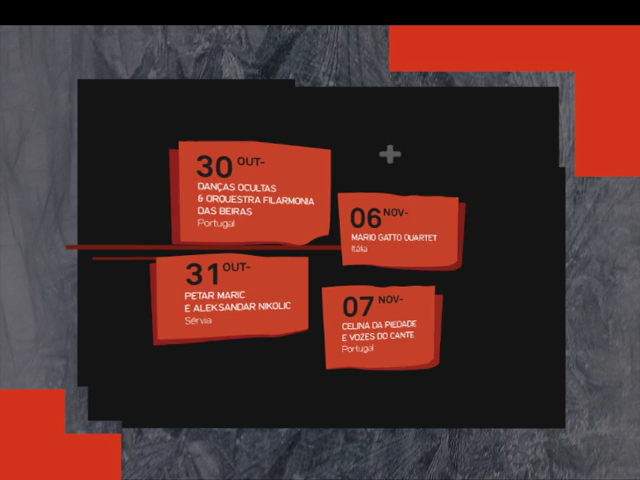 30 OUT-
DANÇAS OCULTAS
& ORQUESTRA FILARMONIA
DAS BEIRAS
Portugal
06 NOV-
MARIO GATTO QUARTET
Itália
31 OUT-
PETAR MARIC
E ALEKSANDAR NIKOLIC
Sérvia
07 NOV-
CELINA DA PIEDADE
E VOZES DO CANTE
Portugal